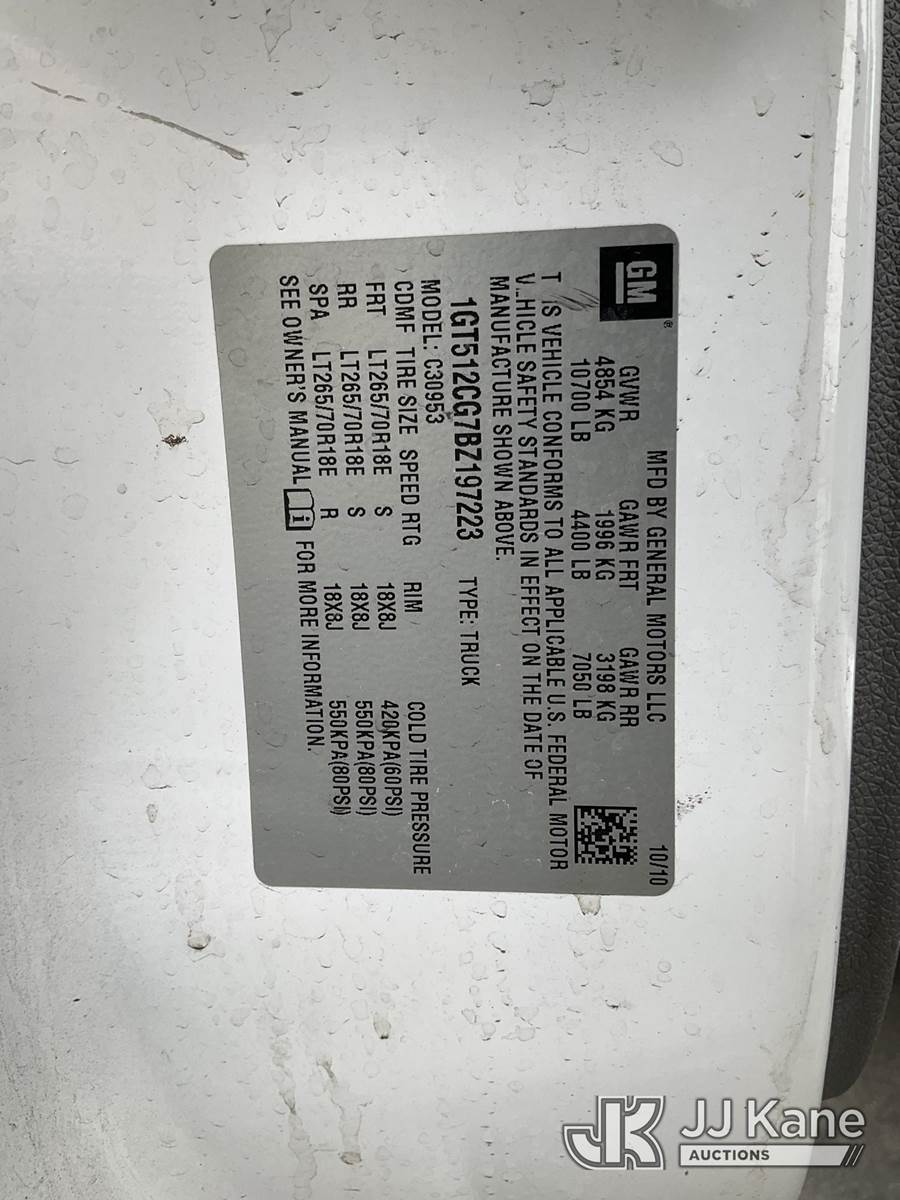 GM®
MFD BY GENERAL MOTORS LLC 10/10
GVWR GAWR FRT GAWR RR
4854 KG 1996 KG 3198 KG
10700 LB 4400 LB 7050 LB
T IS VEHICLE CONFORMS TO ALL APPLICABLE U.S. FEDERAL MOTOR
V HICLE SAFETY STANDARDS IN EFFECT ON THE DATE OF
MANUFACTURE SHOWN ABOVE.
1GT512CG7BZ197223 TYPE: TRUCK
MODEL: C30953
CDMF TIRE SIZE SPEED RTG RIM COLD TIRE PRESSURE
FRT LT265/70R18E S 18X8J 420KPA(60PSI)
RR LT265/70R18E S 18X8J 550KPA(80PSI)
SPA LT265/70R18E R 18X8J 550KPA(80PSI)
SEE OWNER'S MANUAL i FOR MORE INFORMATION.
JK JJ Kane
AUCTIONS